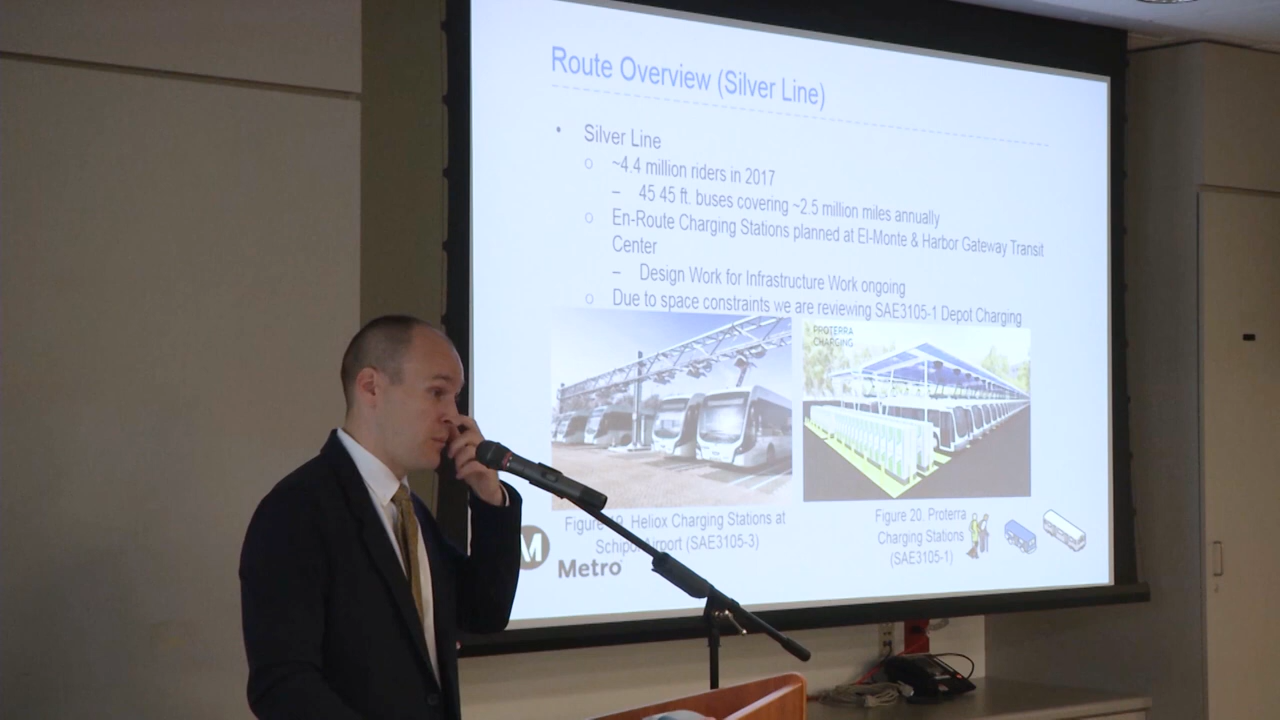 Route Overview (Silver Line)
• Silver Line
o ~4.4 million riders in 2017
– 45 45 ft. buses covering ~2.5 million miles annually
o En-Route Charging Stations planned at El-Monte & Harbor Gateway Transit
Center
– Design Work for Infrastructure Work ongoing
o Due to space constraints we are reviewing SAE3105-1 Depot Charging
PROTERRA
CHARGING
Figure 19. Heliox Charging Stations at
Schipol Airport (SAE3105-3)
Figure 20. Proterra
Charging Stations
(SAE3105-1)
M
Metro